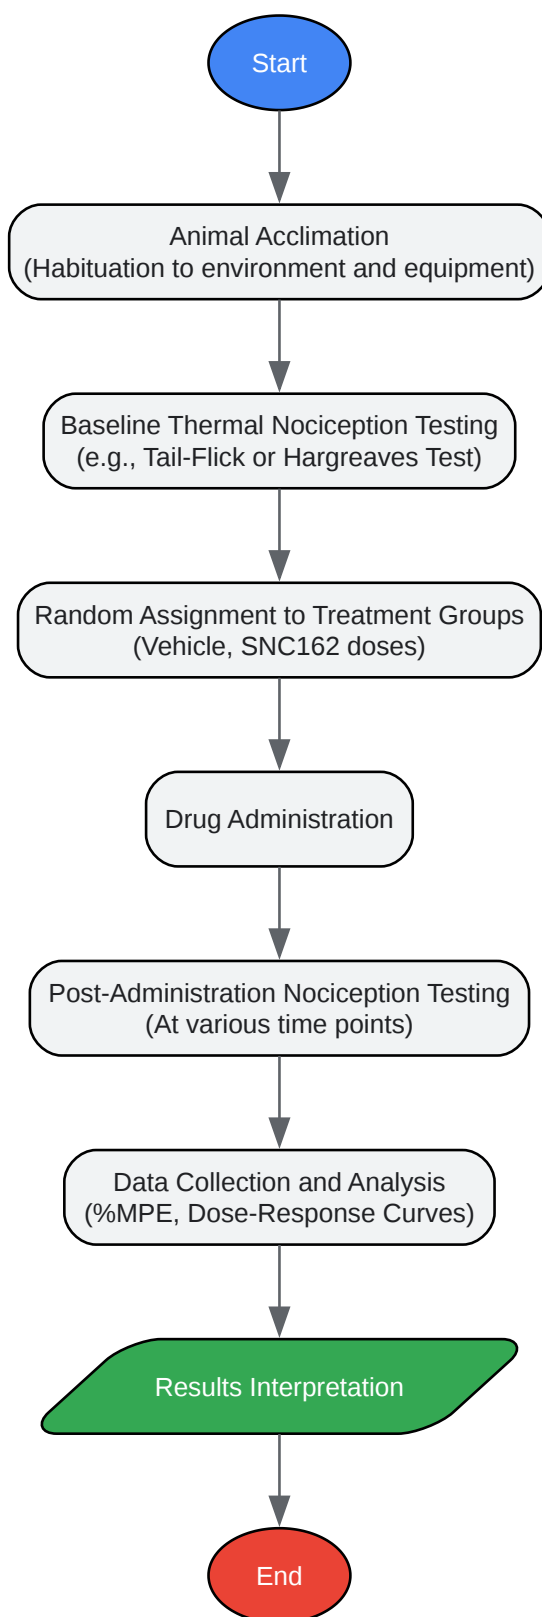 Start
Animal Acclimation
(Habituation to environment and equipment)
Baseline Thermal Nociception Testing
(e.g., Tail-Flick or Hargreaves Test)
Random Assignment to Treatment Groups
(Vehicle, SNC162 doses)
Drug Administration
Post-Administration Nociception Testing
(At various time points)
Data Collection and Analysis
(%MPE, Dose-Response Curves)
Results Interpretation
End